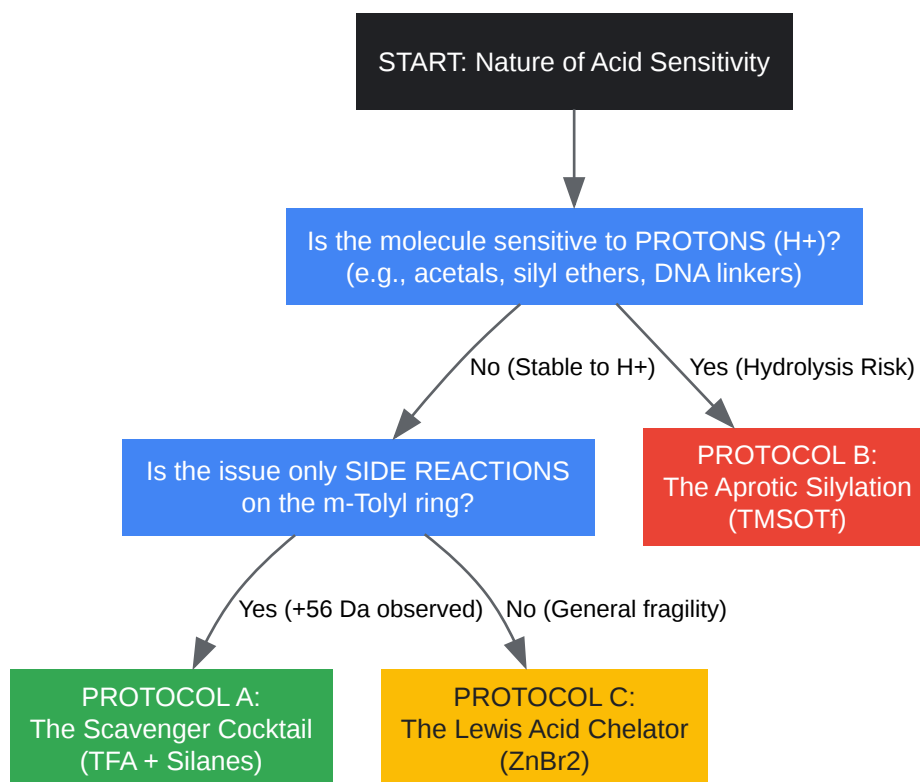 START: Nature of Acid Sensitivity
Is the molecule sensitive to PROTONS (H+)?
(e.g., acetals, silyl ethers, DNA linkers)
No (Stable to H+)
Yes (Hydrolysis Risk)
Is the issue only SIDE REACTIONS
on the m-Tolyl ring?
PROTOCOL B:
The Aprotic Silylation
(TMSOTf)
Yes (+56 Da observed)
No (General fragility)
PROTOCOL A:
The Scavenger Cocktail
(TFA + Silanes)
PROTOCOL C:
The Lewis Acid Chelator
(ZnBr2)